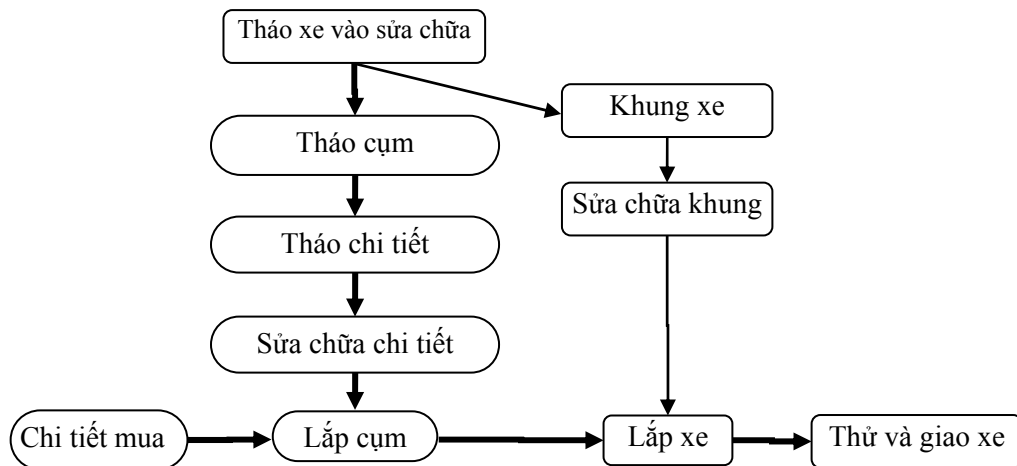 Tháo xe vào sửa chữa
Khung xe
Tháo cụm
Sửa chữa khung
Tháo chi tiết
Sửa chữa chi tiết
Chi tiết mua
Lắp cụm
Lắp xe
Thử và giao xe